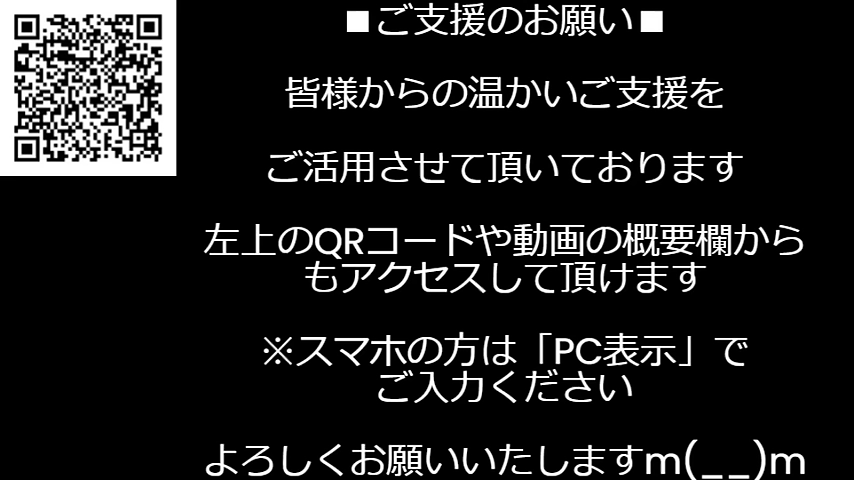 ■ご支援のお願い■
皆様からの温かいご支援を
ご活用させて頂いております
左上のQRコードや動画の概要欄から
もアクセスして頂けます
※スマホの方は「PC表示」で
ご入力ください
よろしくお願いいたしますm(__)m